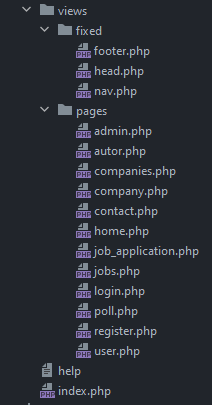 views
fixed
footer.php
head.php
nav.php
pages
admin.php
autor.php
companies.php
company.php
contact.php
home.php
job_application.php
jobs.php
login.php
poll.php
register.php
user.php
help
index.php